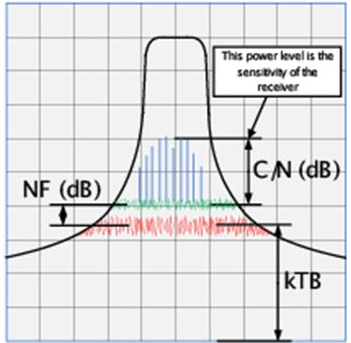 This power level is the
sensitivity of the
receiver
C/N (dB)
NF (dB)
kTB